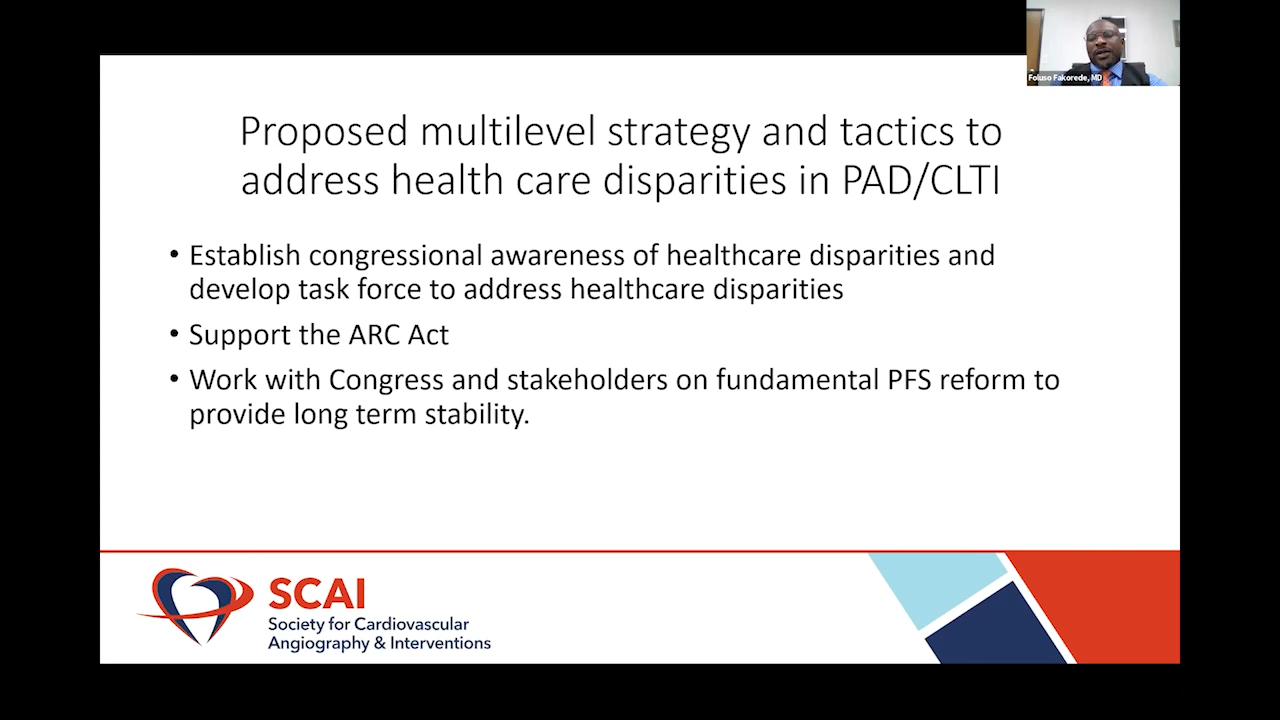 Foluso Fakorede, MD
Proposed multilevel strategy and tactics to
address health care disparities in PAD/CLTI
• Establish congressional awareness of healthcare disparities and
develop task force to address healthcare disparities
• Support the ARC Act
• Work with Congress and stakeholders on fundamental PFS reform to
provide long term stability.
SCAI
Society for Cardiovascular
Angiography & Interventions